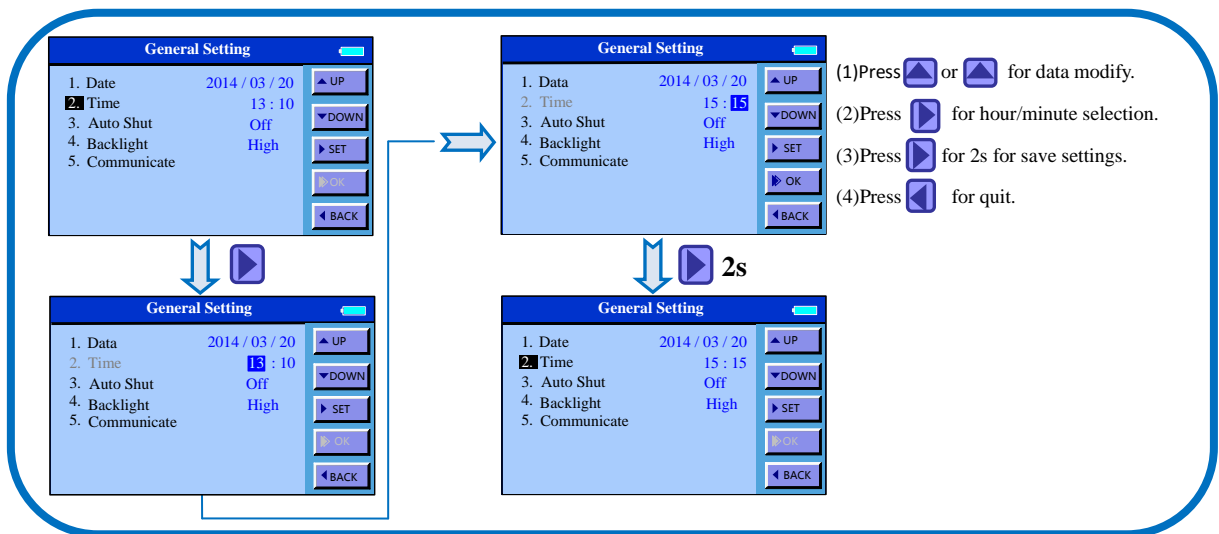 General Setting
1. Date 2014 / 03 / 20
2. Time 13 : 10
3. Auto Shut Off
4. Backlight High
5. Communicate
UP
DOWN
SET
OK
BACK
General Setting
1. Data 2014 / 03 / 20
2. Time 13 : 10
3. Auto Shut Off
4. Backlight High
5. Communicate
UP
DOWN
SET
OK
BACK
General Setting
1. Data 2014 / 03 / 20
2. Time 15 : 15
3. Auto Shut Off
4. Backlight High
5. Communicate
UP
DOWN
SET
OK
BACK
2s
General Setting
1. Date 2014 / 03 / 20
2. Time 15 : 15
3. Auto Shut Off
4. Backlight High
5. Communicate
UP
DOWN
SET
OK
BACK
(1)Press or for data modify.
(2)Press for hour/minute selection.
(3)Press for 2s for save settings.
(4)Press for quit.